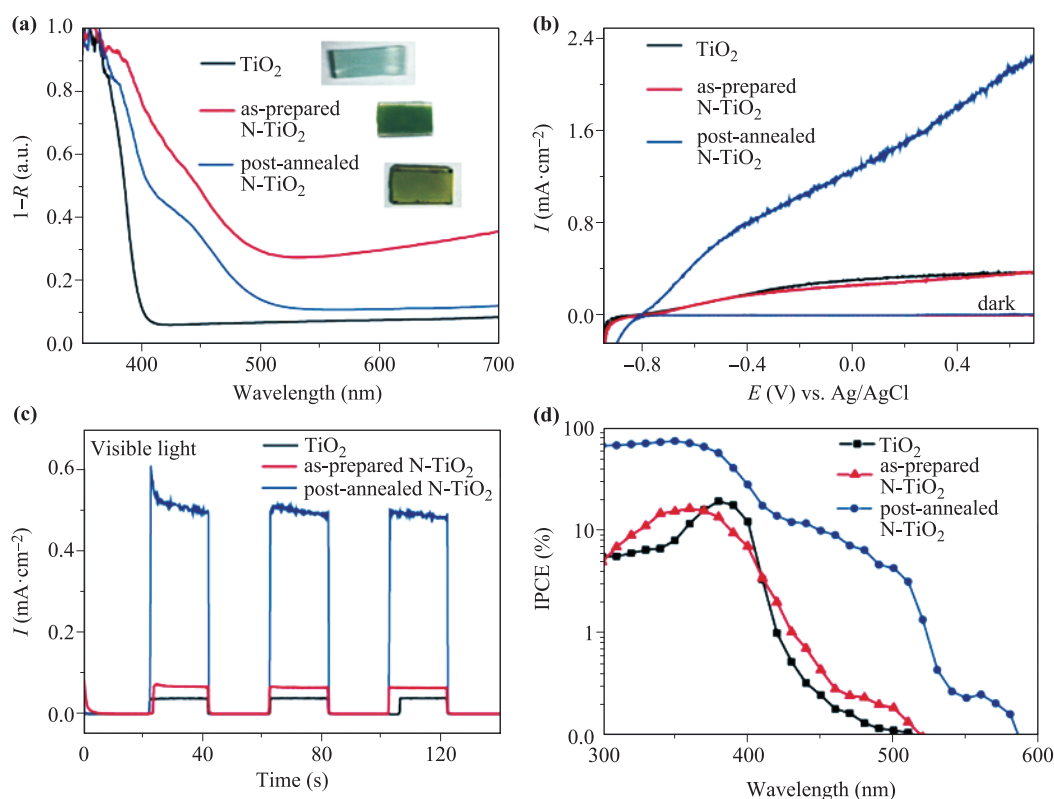 (a)
1.0
0.8
0.6
0.4
0.2
0.0
1−R (a.u.)
400
500
600
700
Wavelength (nm)
TiO₂
as-prepared
N-TiO₂
post-annealed
N-TiO₂
(b)
2.4
1.6
0.8
0.0
I (mA·cm⁻²)
−0.8
−0.4
0.0
0.4
E (V) vs. Ag/AgCl
TiO₂
as-prepared
N-TiO₂
post-annealed
N-TiO₂
dark
(c)
Visible light
TiO₂
as-prepared N-TiO₂
post-annealed N-TiO₂
0.6
0.4
0.2
0.0
I (mA·cm⁻²)
0
40
80
120
Time (s)
(d)
100
10
1
0.0
IPCE (%)
300
400
500
600
Wavelength (nm)
TiO₂
as-prepared
N-TiO₂
post-annealed
N-TiO₂